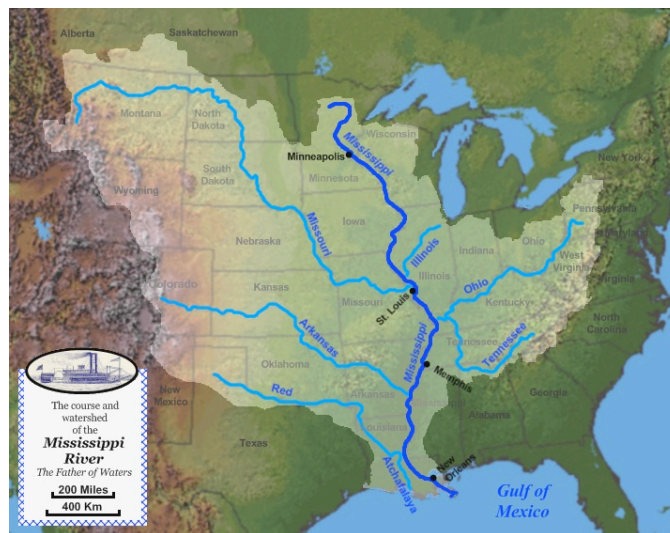 Alberta
Saskatchewan
Montana
North
Dakota
Wisconsin
Mississippi
Minneapolis
Minnesota
South
Dakota
Wyoming
New York
Pennsylvania
Maryland
Iowa
Missouri
Nebraska
Illinois
Illinois
Indiana
Ohio
West
Virginia
Virginia
Ohio
Colorado
Kansas
Missouri
St. Louis
Kentucky
North
Carolina
Tennessee
Tennessee
Mississippi
Arkansas
Oklahoma
Memphis
Red
Arkansas
Mississippi
Alabama
Georgia
New
Mexico
Texas
Louisiana
Atchafalaya
New
Orleans
Gulf of
Mexico
The course and
watershed
of the
Mississippi
River
The Father of Waters
200 Miles
400 Km